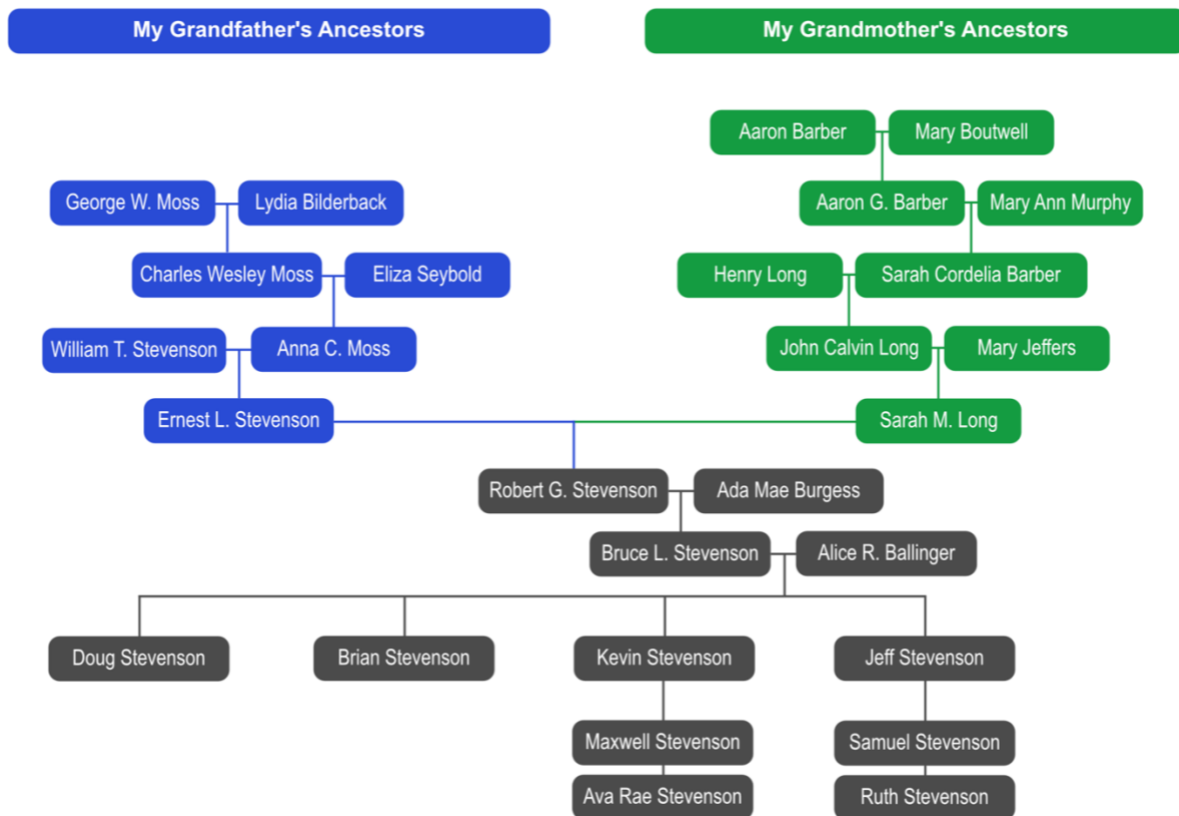 My Grandfather's Ancestors
My Grandmother's Ancestors
Aaron Barber
Mary Boutwell
George W. Moss
Lydia Bilderback
Aaron G. Barber
Mary Ann Murphy
Charles Wesley Moss
Eliza Seybold
Henry Long
Sarah Cordelia Barber
William T. Stevenson
Anna C. Moss
John Calvin Long
Mary Jeffers
Ernest L. Stevenson
Sarah M. Long
Robert G. Stevenson
Ada Mae Burgess
Bruce L. Stevenson
Alice R. Ballinger
Doug Stevenson
Brian Stevenson
Kevin Stevenson
Jeff Stevenson
Maxwell Stevenson
Samuel Stevenson
Ava Rae Stevenson
Ruth Stevenson